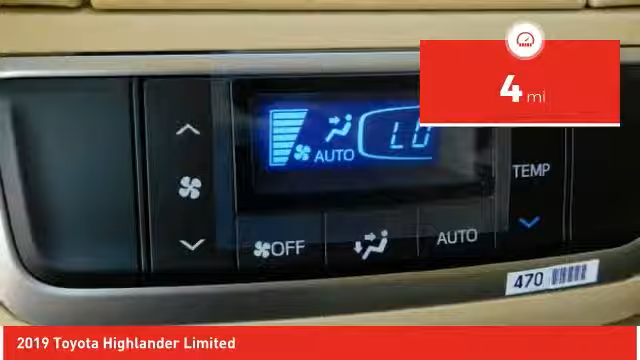 4 mi
AUTO
LO
TEMP
OFF
AUTO
470
2019 Toyota Highlander Limited